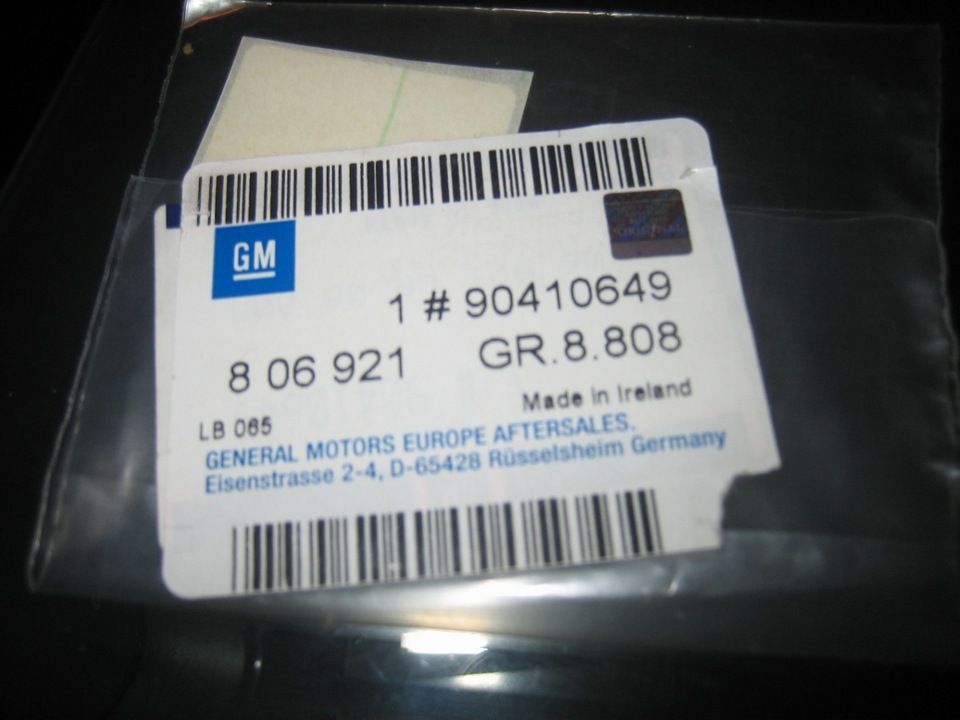 GM
ORIGINAL
1 # 90410649
8 06 921 GR.8.808
Made in Ireland
LB 065
GENERAL MOTORS EUROPE AFTERSALES.
Eisenstrasse 2-4, D-65428 Rüsselsheim Germany